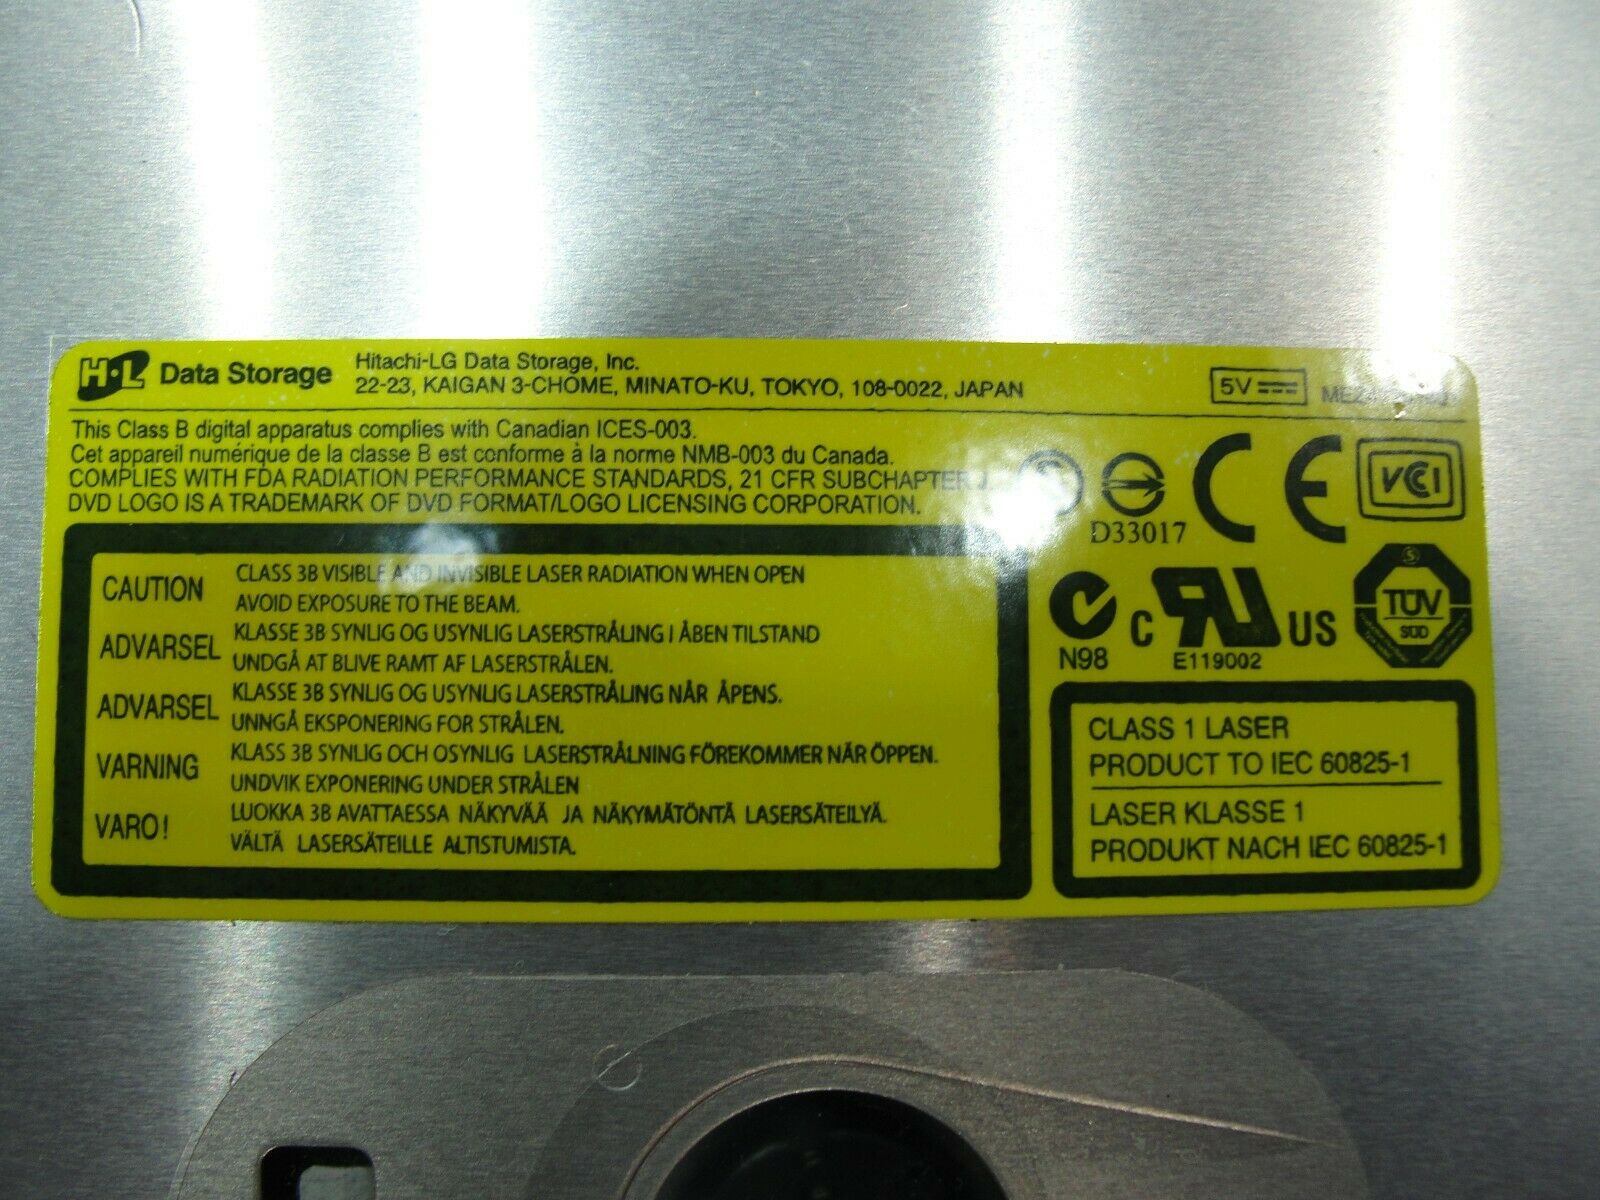 H·L Data Storage
Hitachi-LG Data Storage, Inc.
22-23, KAIGAN 3-CHOME, MINATO-KU, TOKYO, 108-0022, JAPAN
5V
This Class B digital apparatus complies with Canadian ICES-003.
Cet appareil numérique de la classe B est conforme à la norme NMB-003 du Canada.
COMPLIES WITH FDA RADIATION PERFORMANCE STANDARDS, 21 CFR SUBCHAPTER J.
DVD LOGO IS A TRADEMARK OF DVD FORMAT/LOGO LICENSING CORPORATION.
D33017
CE
VCI
CAUTION
CLASS 3B VISIBLE AND INVISIBLE LASER RADIATION WHEN OPEN
AVOID EXPOSURE TO THE BEAM.
ADVARSEL
KLASSE 3B SYNLIG OG USYNLIG LASERSTRÅLING I ÅBEN TILSTAND
UNDGÅ AT BLIVE RAMT AF LASERSTRÅLEN.
ADVARSEL
KLASSE 3B SYNLIG OG USYNLIG LASERSTRÅLING NÅR ÅPENS.
UNNGÅ EKSPONERING FOR STRÅLEN.
VARNING
KLASS 3B SYNLIG OCH OSYNLIG LASERSTRÅLNING FÖREKOMMER NÄR ÖPPEN.
UNDVIK EXPONERING UNDER STRÅLEN
VARO!
LUOKKA 3B AVATTAESSA NÄKYVÄÄ JA NÄKYMÄTÖNTÄ LASERSÄTEILYÄ.
VÄLTÄ LASERSÄTEILLE ALTISTUMISTA.
N98
C RU US
E119002
S
TÜV
SÜD
CLASS 1 LASER
PRODUCT TO IEC 60825-1
LASER KLASSE 1
PRODUKT NACH IEC 60825-1